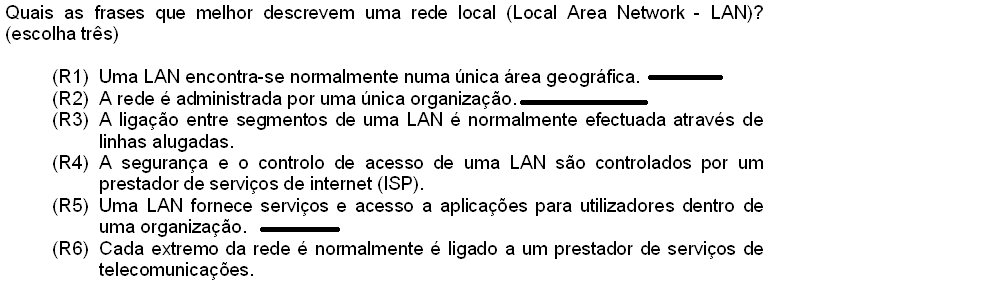 Quais as frases que melhor descrevem uma rede local (Local Area Network - LAN)?
(escolha três)
(R1) Uma LAN encontra-se normalmente numa única área geográfica.
(R2) A rede é administrada por uma única organização.
(R3) A ligação entre segmentos de uma LAN é normalmente efectuada através de
linhas alugadas.
(R4) A segurança e o controlo de acesso de uma LAN são controlados por um
prestador de serviços de internet (ISP).
(R5) Uma LAN fornece serviços e acesso a aplicações para utilizadores dentro de
uma organização.
(R6) Cada extremo da rede é normalmente é ligado a um prestador de serviços de
telecomunicações.